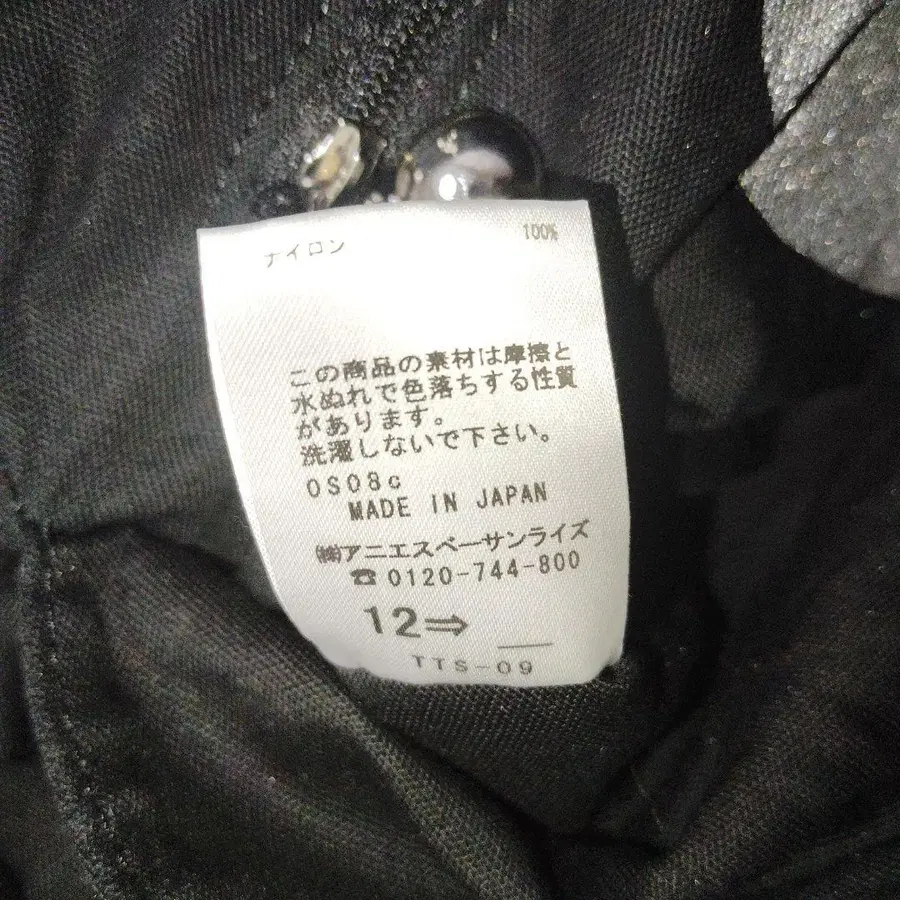 ナイロン 100%
この商品の素材は摩擦と
水ぬれで色落ちする性質
があります。
洗濯しないで下さい。
0S08c
MADE IN JAPAN
㈱アニエスベーサンライズ
☎ 0120-744-800
12⇒
TTS-09